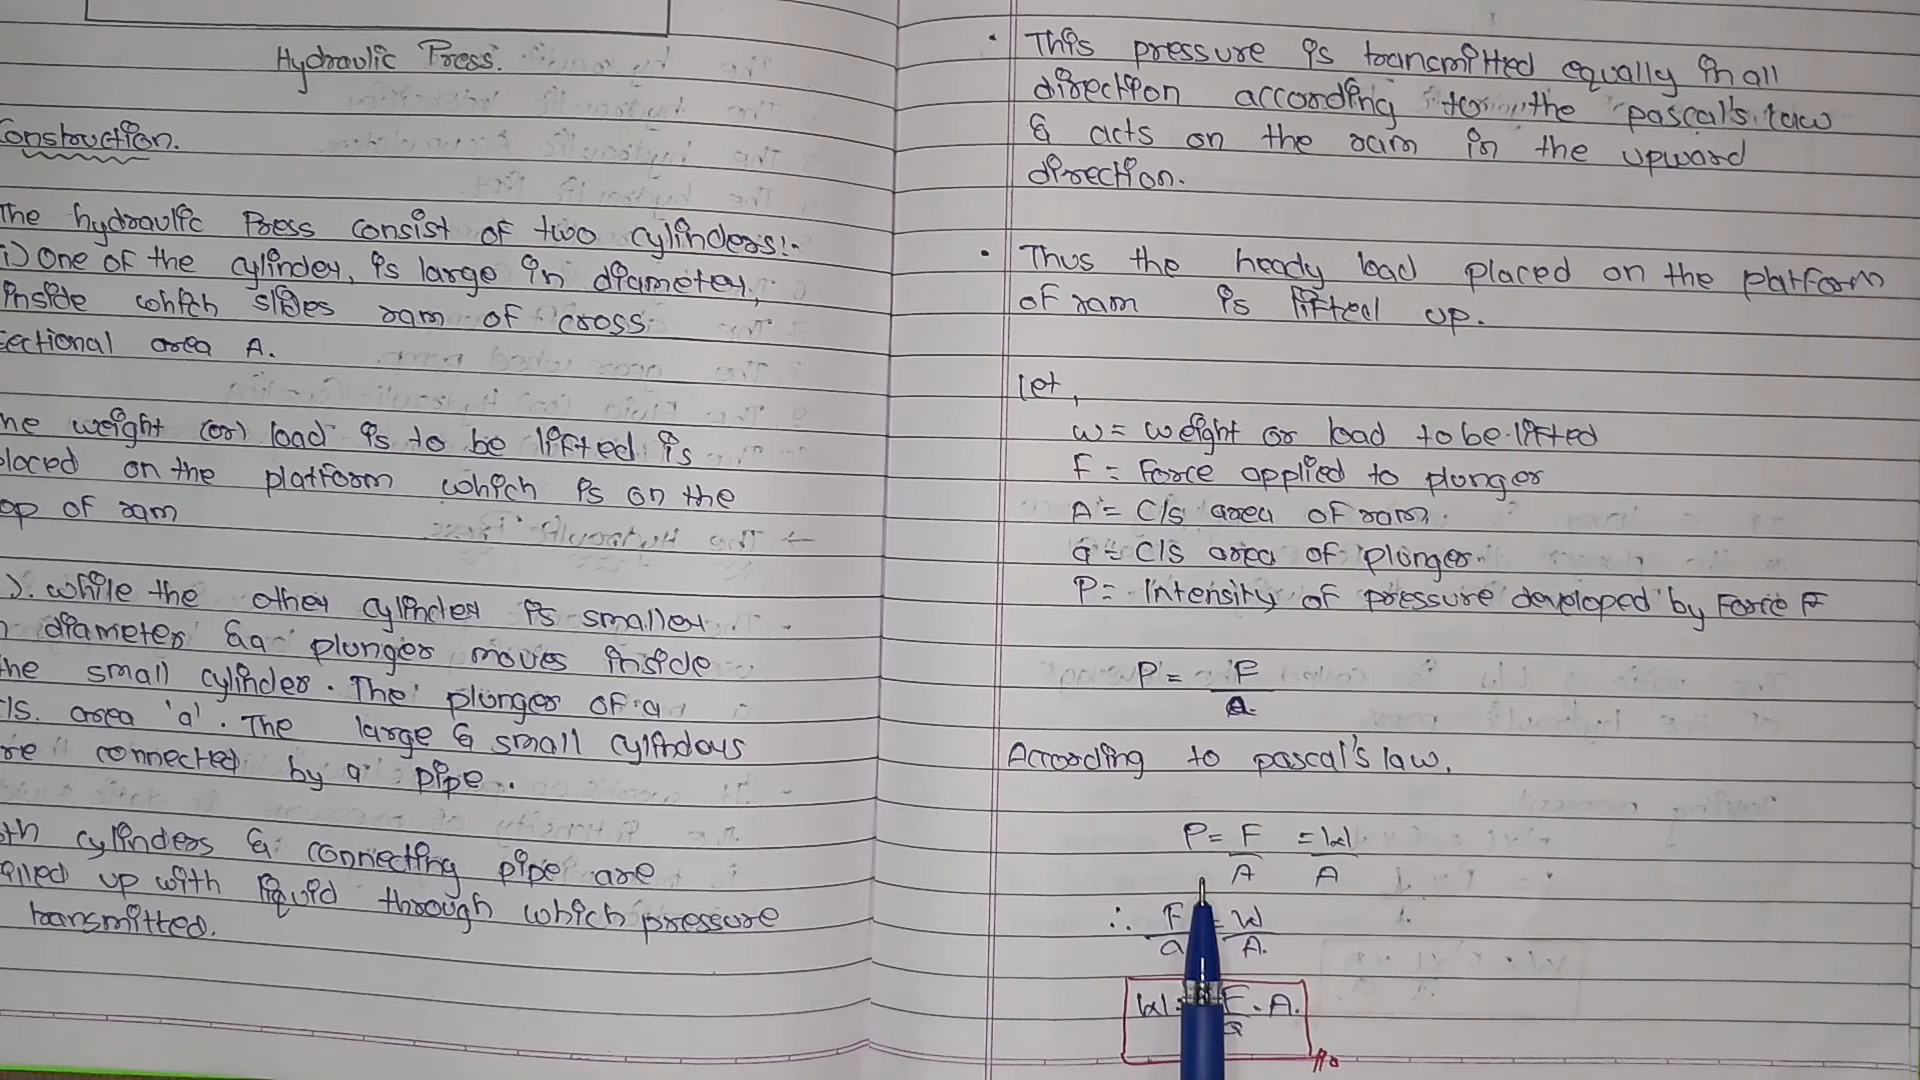 Hydraulic Press.
Construction.
The hydraulic Press consist of two cylinders:-
i) One of the cylinder, is large in diameter,
inside which slides ram of cross
sectional area A.
he weight (or) load is to be lifted is
placed on the platform which is on the
op of ram
). while the other cylinder is smaller
diameter & a plunger moves inside
the small cylinder. The plunger of a
c/s. area 'a'. The large & small cylindous
re connected by a pipe.
oth cylinders & connecting pipe are
filled up with liquid through which pressure
transmitted.
• This pressure is transmitted equally in all
direction according to the pascal's law
& acts on the ram in the upward
direction.
• Thus the heady load placed on the platform
of ram is lifted up.
let,
w = weight or load to be lifted
F = Force applied to plunger
A = C/s area of ram.
a = C/s area of plunger.
P = Intensity of pressure developed by Force F
P = F
a.
According to pascal's law,
P = F = W
A A
∴ F = W
a A.
W = F . A.
a